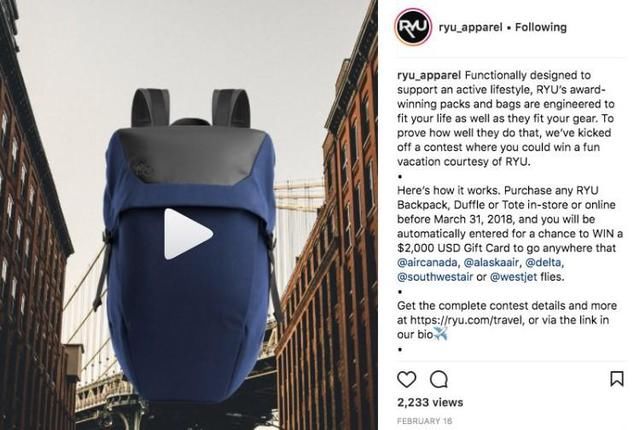 RYU
ryu_apparel • Following
ryu_apparel Functionally designed to
support an active lifestyle, RYU's award-
winning packs and bags are engineered to
fit your life as well as they fit your gear. To
prove how well they do that, we've kicked
off a contest where you could win a fun
vacation courtesy of RYU.
•
Here's how it works. Purchase any RYU
Backpack, Duffle or Tote in-store or online
before March 31, 2018, and you will be
automatically entered for a chance to WIN a
$2,000 USD Gift Card to go anywhere that
@aircanada, @alaskaair, @delta,
@southwestair or @westjet flies.
•
Get the complete contest details and more
at https://ryu.com/travel, or via the link in
our bio✈️
•
2,233 views
FEBRUARY 16